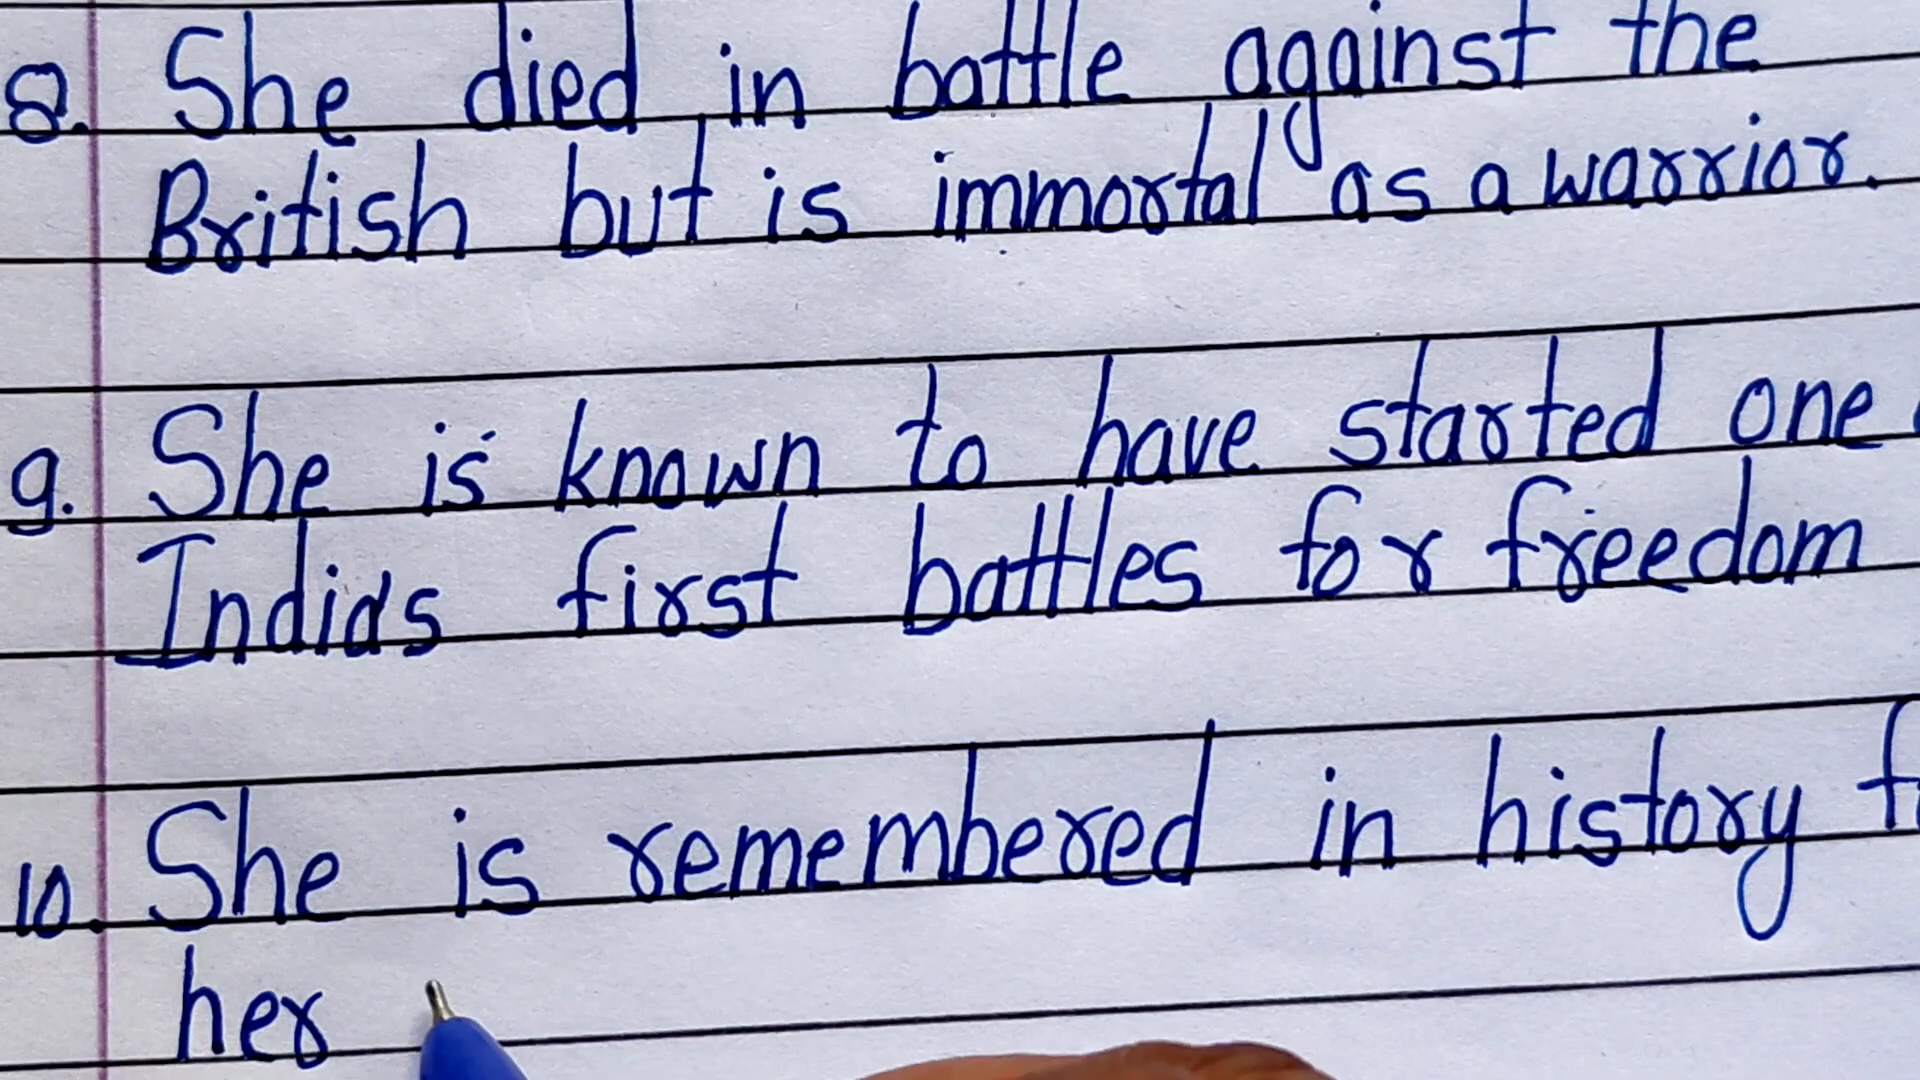 8. She died in battle against the
British but is immortal as a warrior.
9. She is known to have started one
India's first battles for freedom
10. She is remembered in history
her